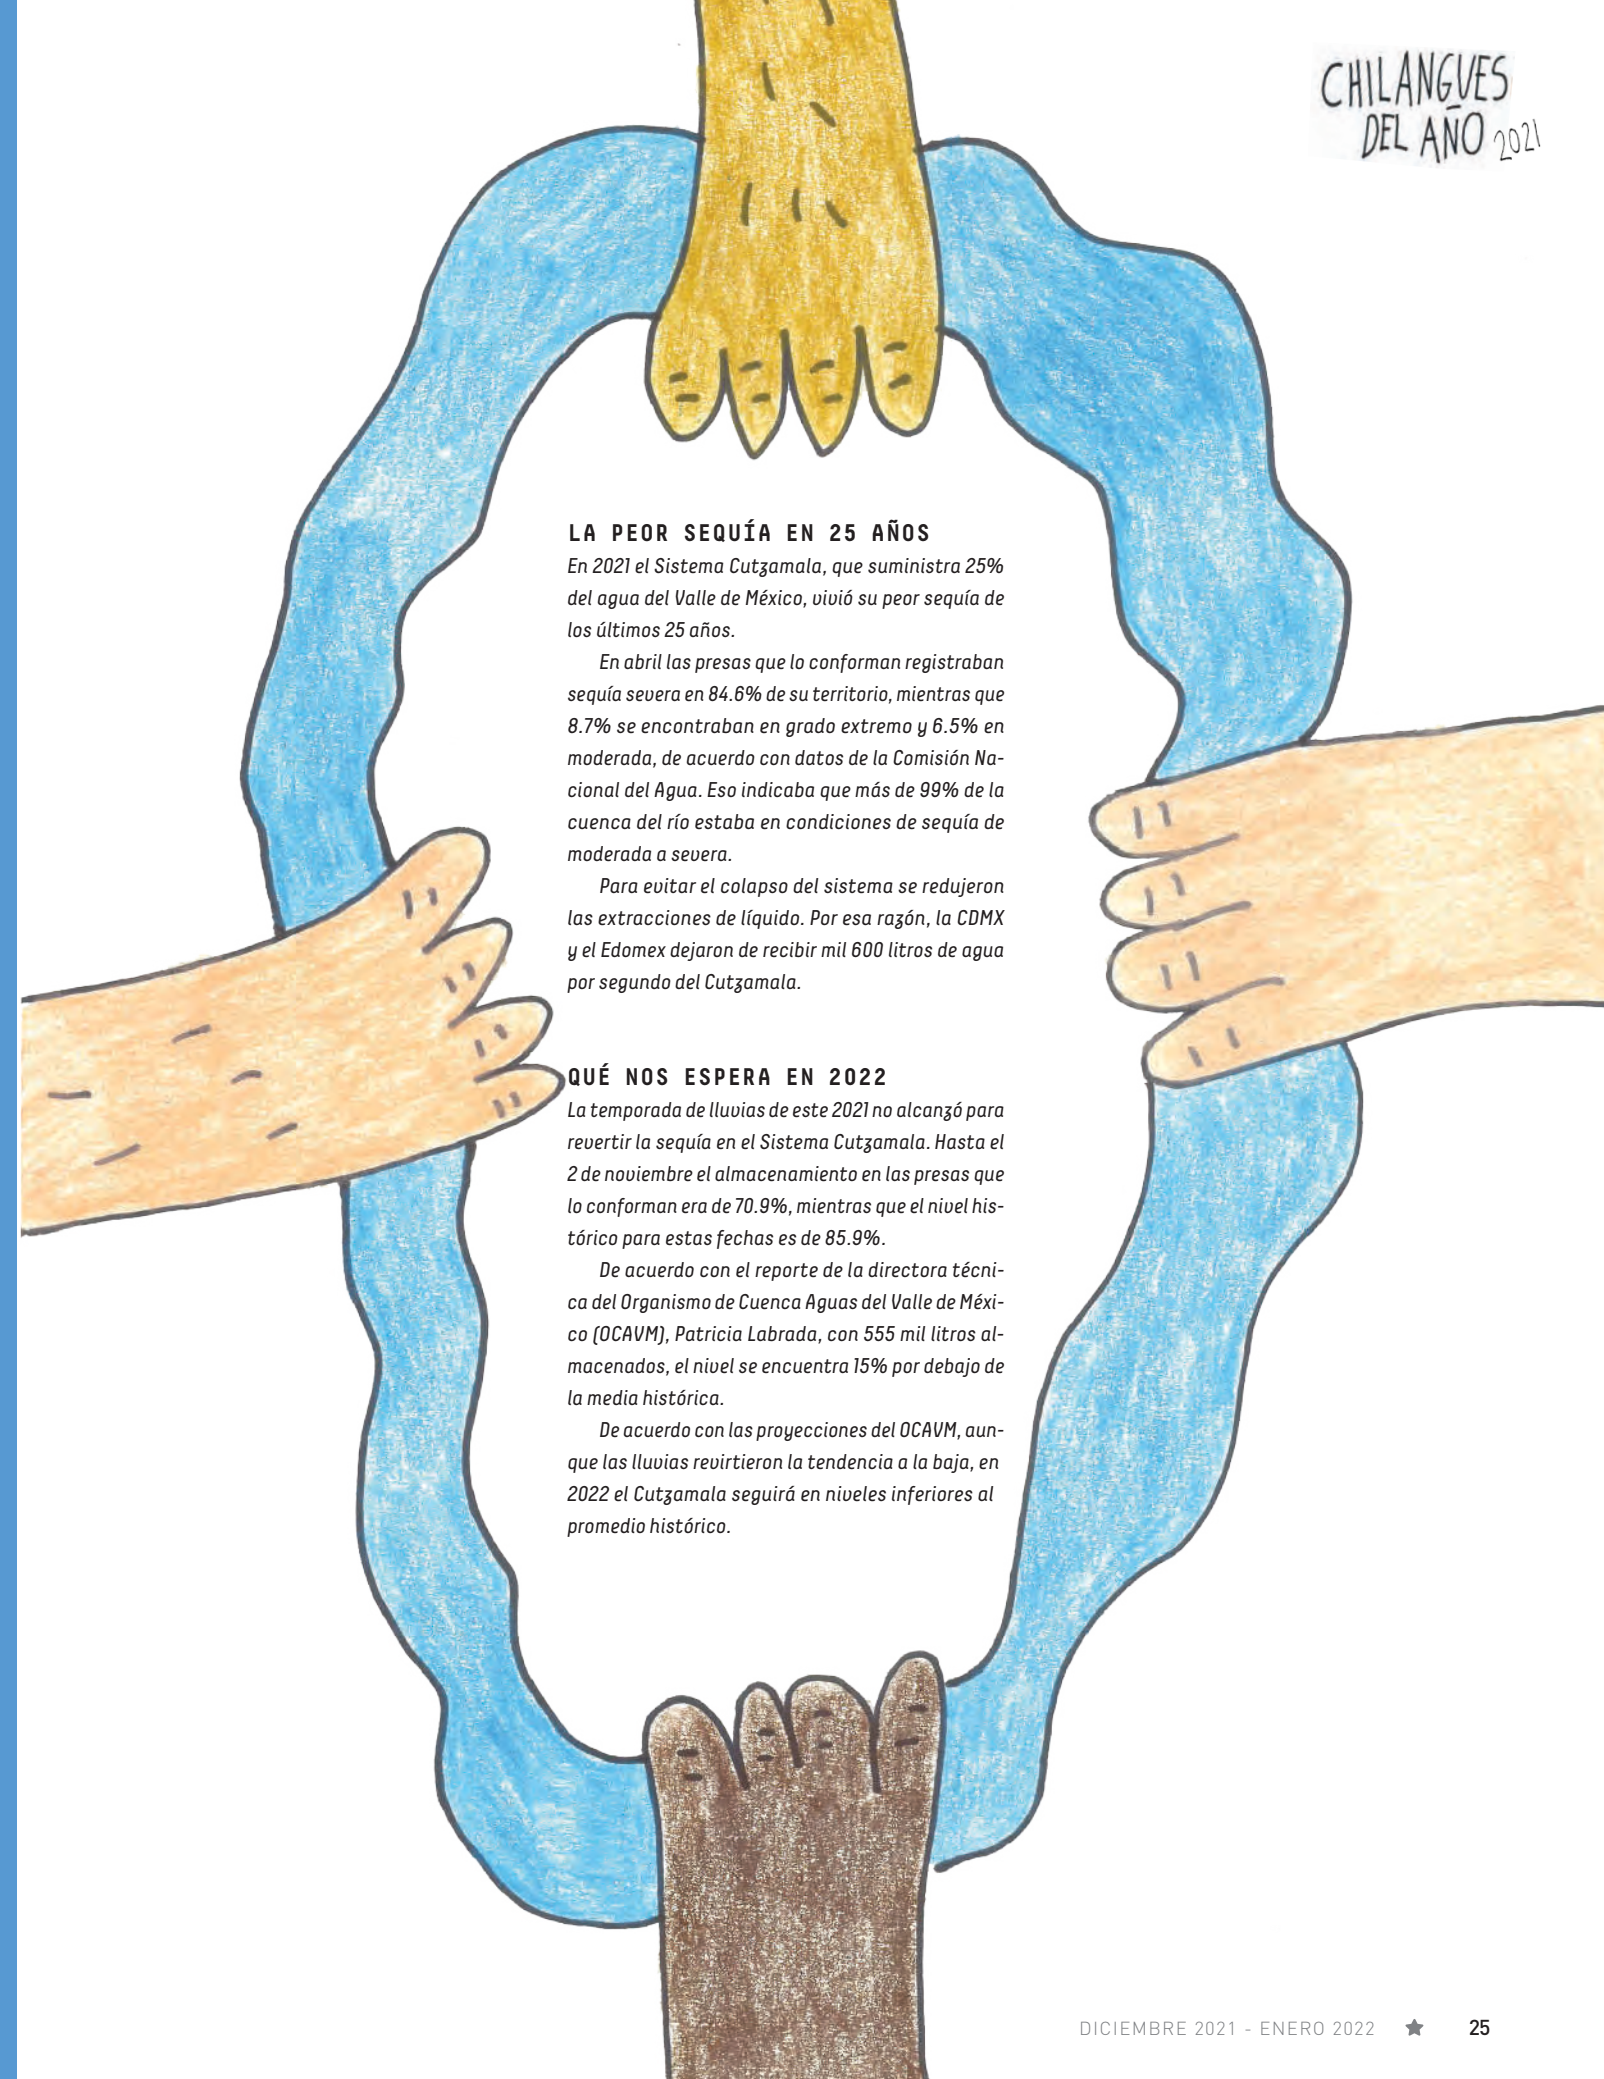 CHILANGUES
DEL AÑO 2021
LA PEOR SEQUÍA EN 25 AÑOS
En 2021 el Sistema Cutzamala, que suministra 25%
del agua del Valle de México, vivió su peor sequía de
los últimos 25 años.
En abril las presas que lo conforman registraban
sequía severa en 84.6% de su territorio, mientras que
8.7% se encontraban en grado extremo y 6.5% en
moderada, de acuerdo con datos de la Comisión Na-
cional del Agua. Eso indicaba que más de 99% de la
cuenca del río estaba en condiciones de sequía de
moderada a severa.
Para evitar el colapso del sistema se redujeron
las extracciones de líquido. Por esa razón, la CDMX
y el Edomex dejaron de recibir mil 600 litros de agua
por segundo del Cutzamala.
QUÉ NOS ESPERA EN 2022
La temporada de lluvias de este 2021 no alcanzó para
revertir la sequía en el Sistema Cutzamala. Hasta el
2 de noviembre el almacenamiento en las presas que
lo conforman era de 70.9%, mientras que el nivel his-
tórico para estas fechas es de 85.9%.
De acuerdo con el reporte de la directora técni-
ca del Organismo de Cuenca Aguas del Valle de Méxi-
co (OCAVM), Patricia Labrada, con 555 mil litros al-
macenados, el nivel se encuentra 15% por debajo de
la media histórica.
De acuerdo con las proyecciones del OCAVM, aun-
que las lluvias revirtieron la tendencia a la baja, en
2022 el Cutzamala seguirá en niveles inferiores al
promedio histórico.
DICIEMBRE 2021 - ENERO 2022 ★ 25